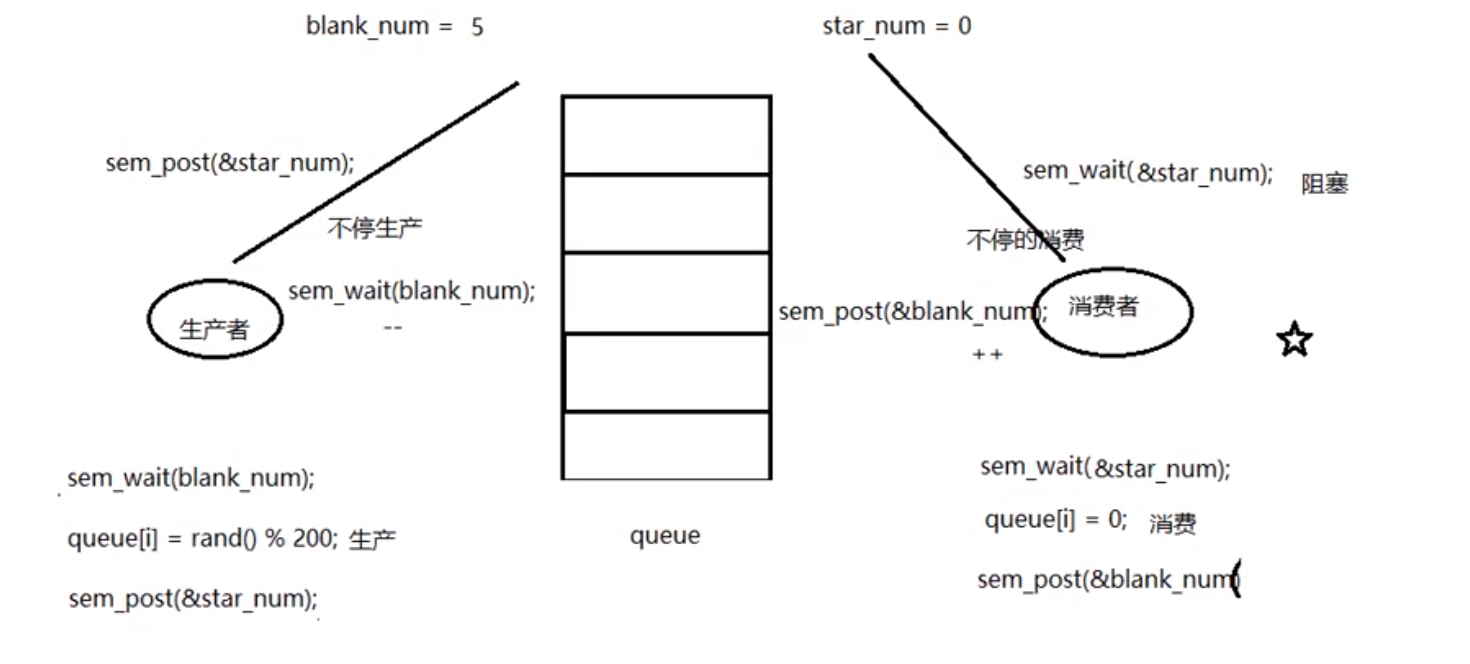 blank_num = 5
star_num = 0
sem_post(&star_num);
sem_wait(&star_num); 阻塞
不停生产
不停的消费
sem_wait(blank_num);
--
生产者
sem_post(&blank_num);
++
消费者
sem_wait(blank_num);
queue[i] = rand() % 200; 生产
sem_post(&star_num);
queue
sem_wait(&star_num);
queue[i] = 0; 消费
sem_post(&blank_num(